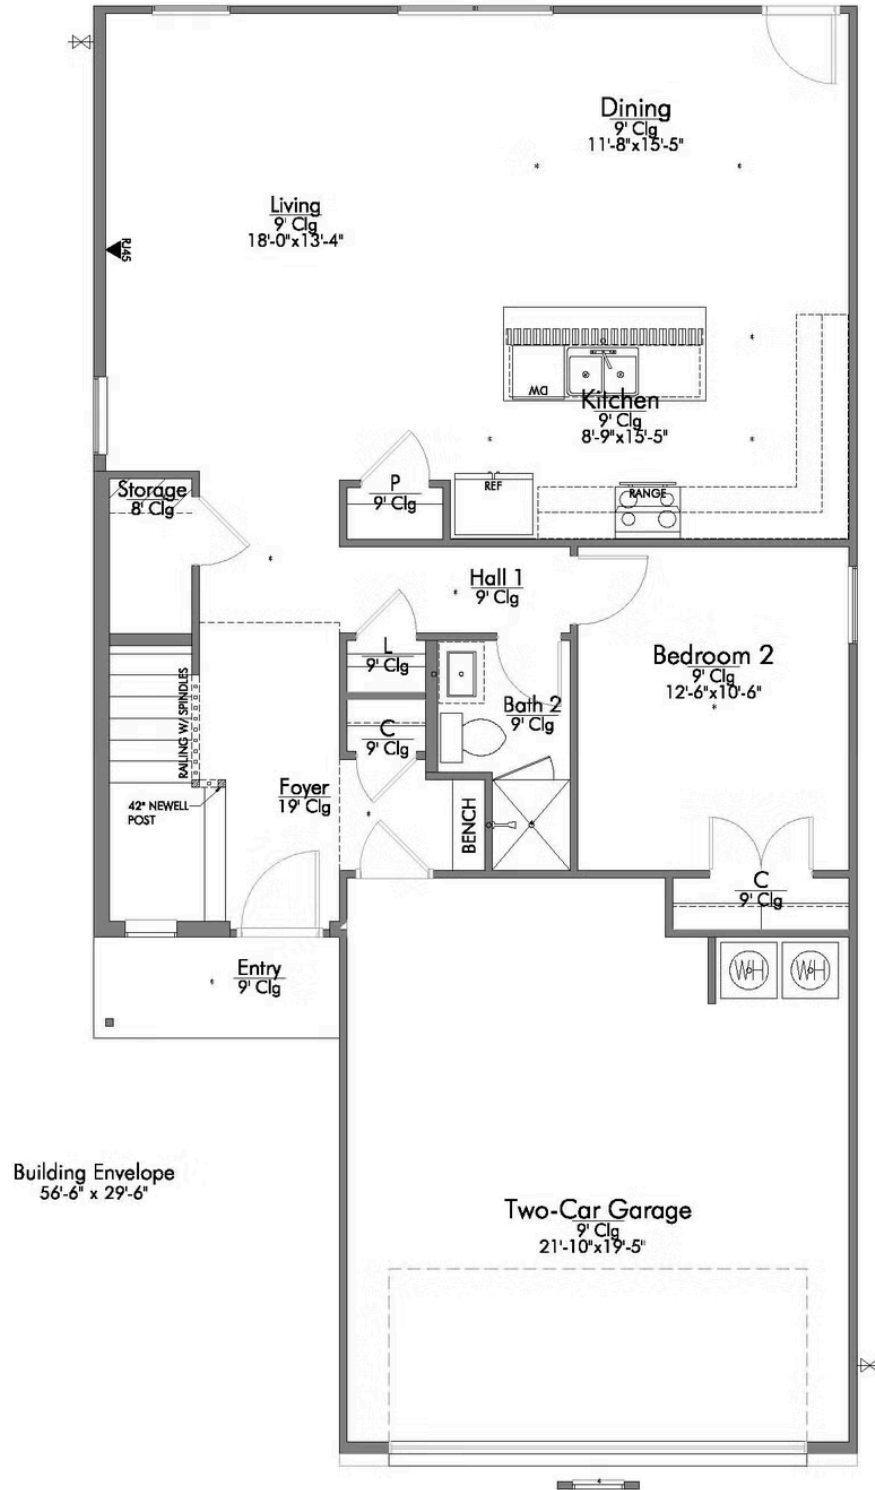 Dining
9' Clg
11'-8"x15'-5"
Living
9' Clg
18'-0"x13'-4"
RJ45
DW
Kitchen
9' Clg
8'-9"x15'-5"
Storage
8' Clg
P
9' Clg
REF
RANGE
Hall 1
9' Clg
L
9' Clg
Bedroom 2
9' Clg
12'-6"x10'-6"
RAILING W/ SPINDLES
Bath 2
9' Clg
C
9' Clg
Foyer
19' Clg
42" NEWELL
POST
BENCH
C
9' Clg
Entry
9' Clg
WH
WH
Building Envelope
56'-6" x 29'-6"
Two-Car Garage
9' Clg
21'-10"x19'-5"